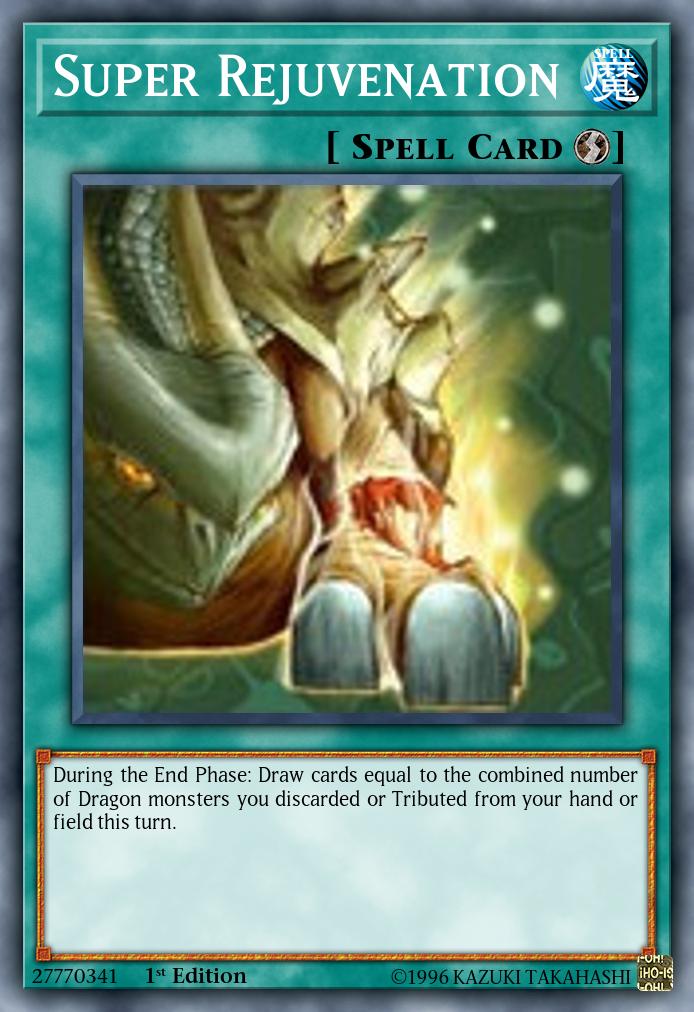 Super Rejuvenation
SPELL
魔
[ Spell Card ]
During the End Phase: Draw cards equal to the combined number
of Dragon monsters you discarded or Tributed from your hand or
field this turn.
27770341 1st Edition ©1996 KAZUKI TAKAHASHI